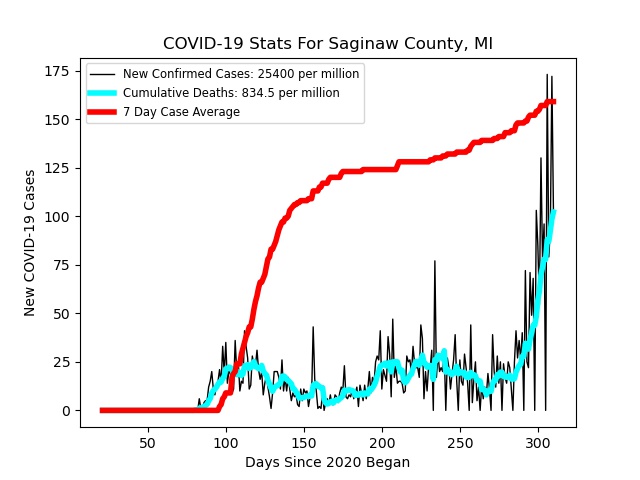 COVID-19 Stats For Saginaw County, MI
New Confirmed Cases: 25400 per million
Cumulative Deaths: 834.5 per million
7 Day Case Average
New COVID-19 Cases
175
150
125
100
75
50
25
0
50
100
150
200
250
300
Days Since 2020 Began